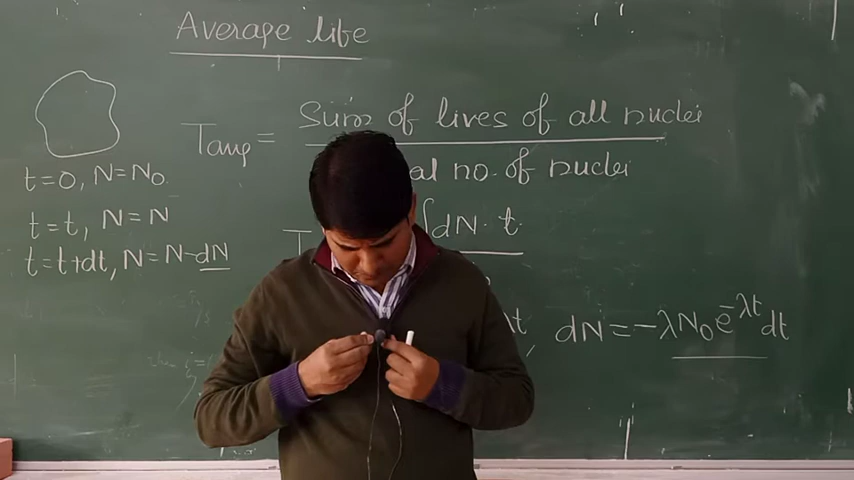 Average life
Tavg = Sum of lives of all nuclei
al no. of nuclei
t=0, N=N₀
t=t, N=N
T ∫dN·t
t=t+dt, N=N-dN
t, dN=-λN₀e^-λt dt